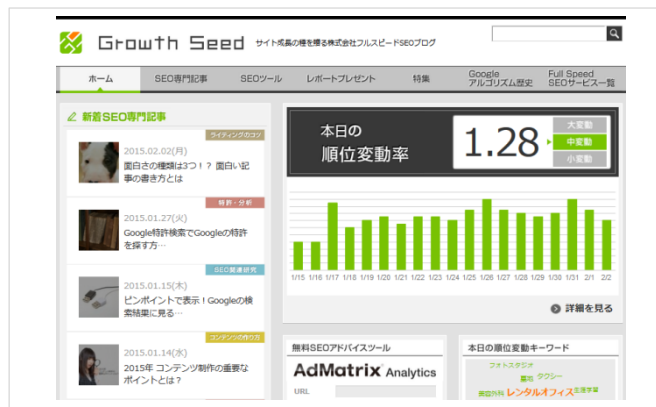 Growth Seed サイト成長の種を贈る株式会社フルスピードSEOブログ
ホーム SEO専門記事 SEOツール レポートプレゼント 特集 Google アルゴリズム歴史 Full Speed SEOサービス一覧
新着SEO専門記事
ライティングのコツ
2015.02.02(月)
面白さの種類は3つ!? 面白い記
事の書き方とは
特許・分析
2015.01.27(火)
Google特許検索でGoogleの特許
を探す方…
SEO関連研究
2015.01.15(木)
ピンポイントで表示！Googleの検
索結果に見る…
コンテンツの作り方
2015.01.14(水)
2015年 コンテンツ制作の重要な
ポイントとは？
本日の
順位変動率
1.28
大変動
中変動
小変動
1/15 1/16 1/17 1/18 1/19 1/20 1/21 1/22 1/23 1/24 1/25 1/26 1/27 1/28 1/29 1/30 1/31 2/1 2/2
詳細を見る
無料SEOアドバイスツール
AdMatrix Analytics
URL
本日の順位変動キーワード
フォトスタジオ
墓地 タクシー
美容外科 レンタルオフィス